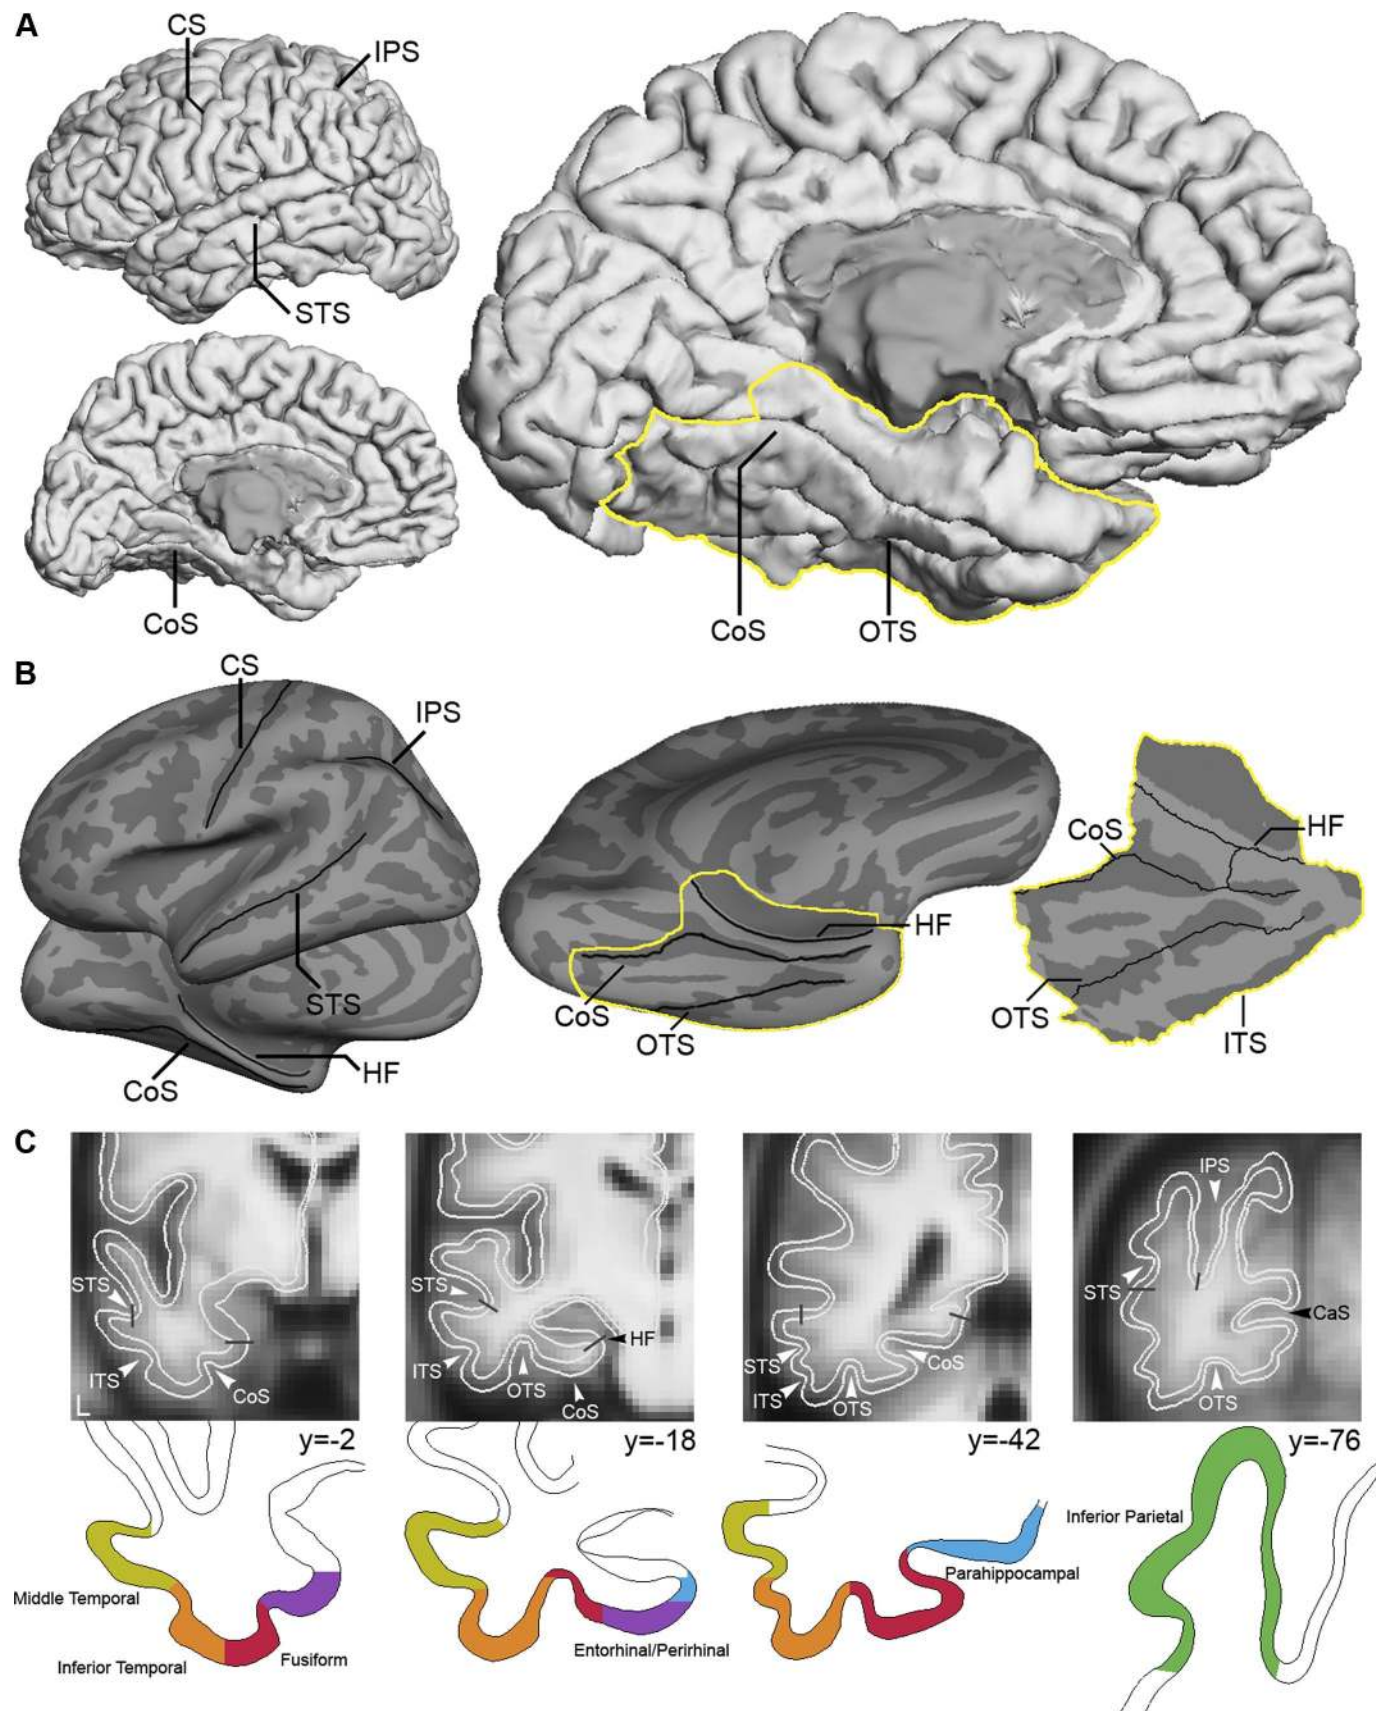 A
CS
IPS
STS
CoS
CoS
OTS
B
CS
IPS
STS
CoS
HF
HF
CoS
OTS
CoS
HF
OTS
ITS
C
STS
ITS
CoS
y=-2
STS
ITS
OTS
CoS
HF
y=-18
STS
ITS
OTS
CoS
y=-42
IPS
STS
CaS
OTS
y=-76
Middle Temporal
Inferior Temporal
Fusiform
Entorhinal/Perirhinal
Parahippocampal
Inferior Parietal